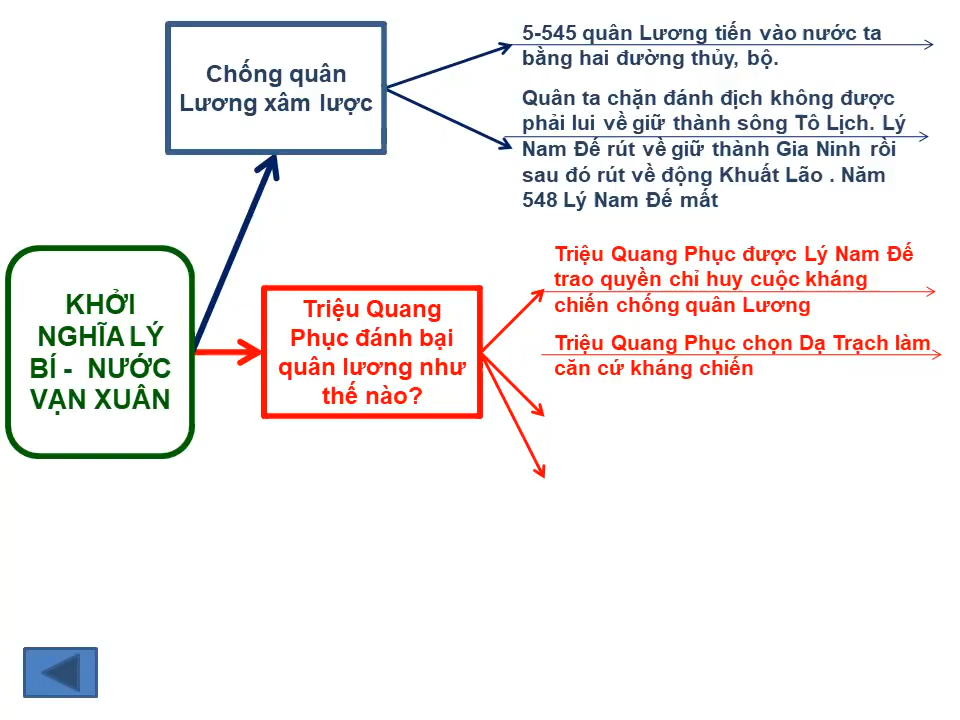 Chống quân
Lương xâm lược
5-545 quân Lương tiến vào nước ta
bằng hai đường thủy, bộ.
Quân ta chặn đánh địch không được
phải lui về giữ thành sông Tô Lịch. Lý
Nam Đế rút về giữ thành Gia Ninh rồi
sau đó rút về động Khuất Lão . Năm
548 Lý Nam Đế mất
KHỞI
NGHĨA LÝ
BÍ - NƯỚC
VẠN XUÂN
Triệu Quang
Phục đánh bại
quân lương như
thế nào?
Triệu Quang Phục được Lý Nam Đế
trao quyền chỉ huy cuộc kháng
chiến chống quân Lương
Triệu Quang Phục chọn Dạ Trạch làm
căn cứ kháng chiến